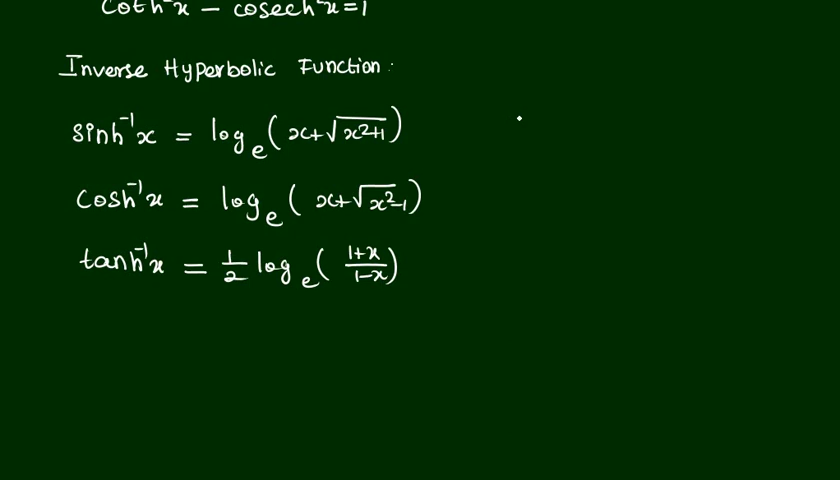 coth²x − cosech²x = 1
Inverse Hyperbolic Function :
sinh⁻¹x = logₑ( x+√(x²+1) )
cosh⁻¹x = logₑ( x+√(x²-1) )
tanh⁻¹x = 1/2 logₑ( (1+x)/(1-x) )